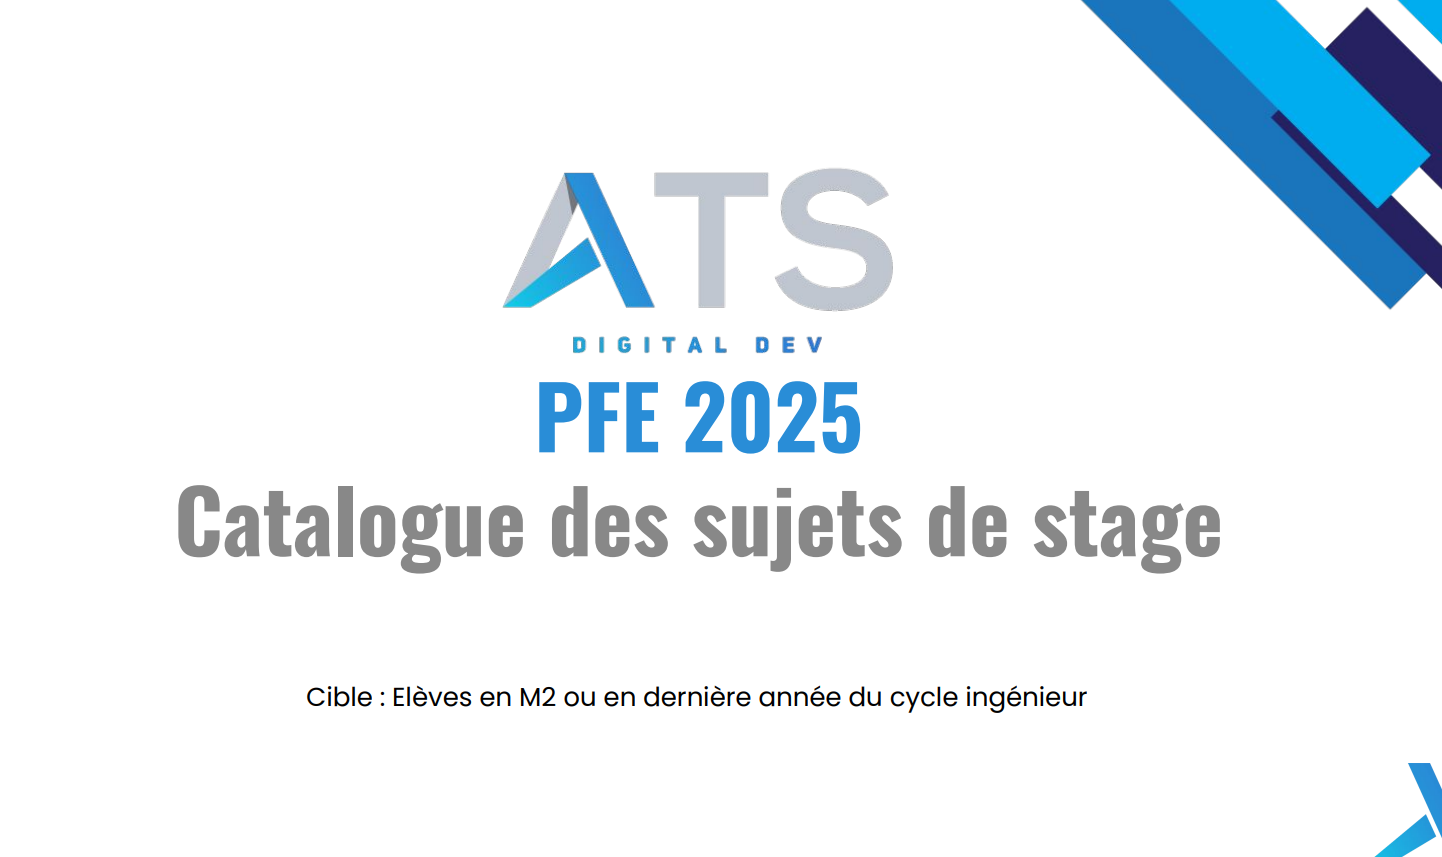 ATS
DIGITAL DEV
PFE 2025
Catalogue des sujets de stage
Cible : Elèves en M2 ou en dernière année du cycle ingénieur